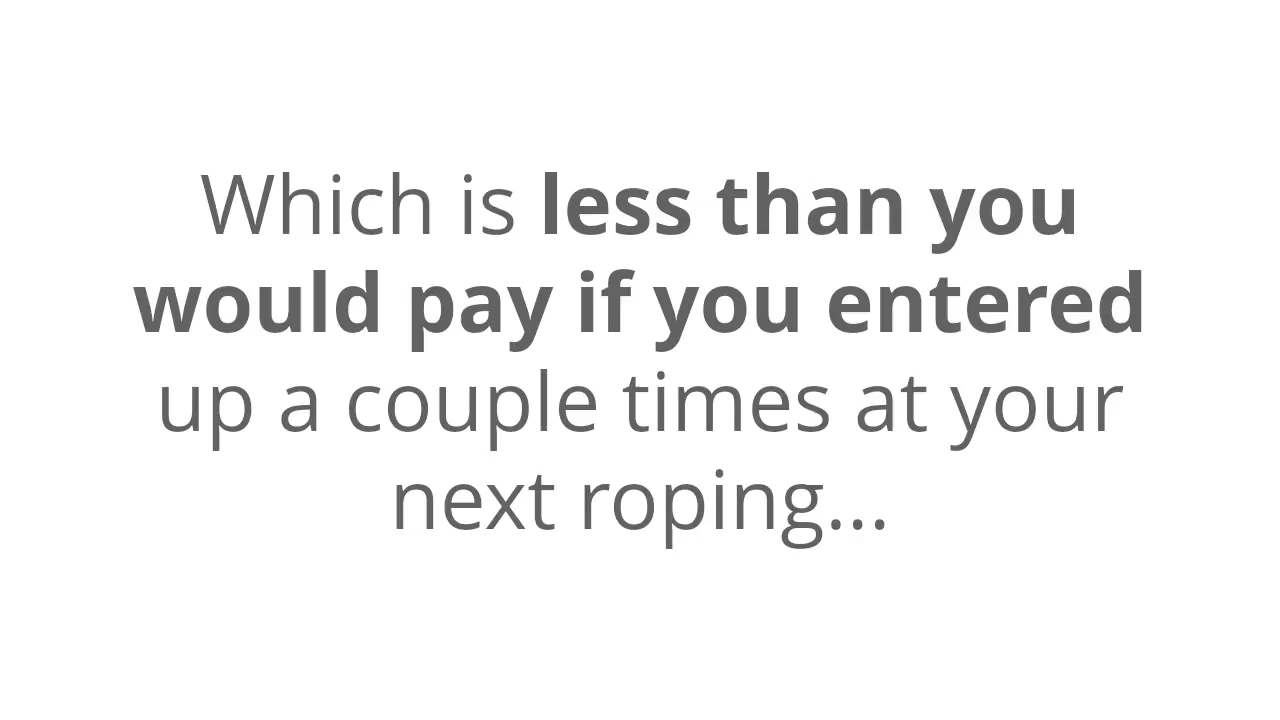 Which is less than you
would pay if you entered
up a couple times at your
next roping...